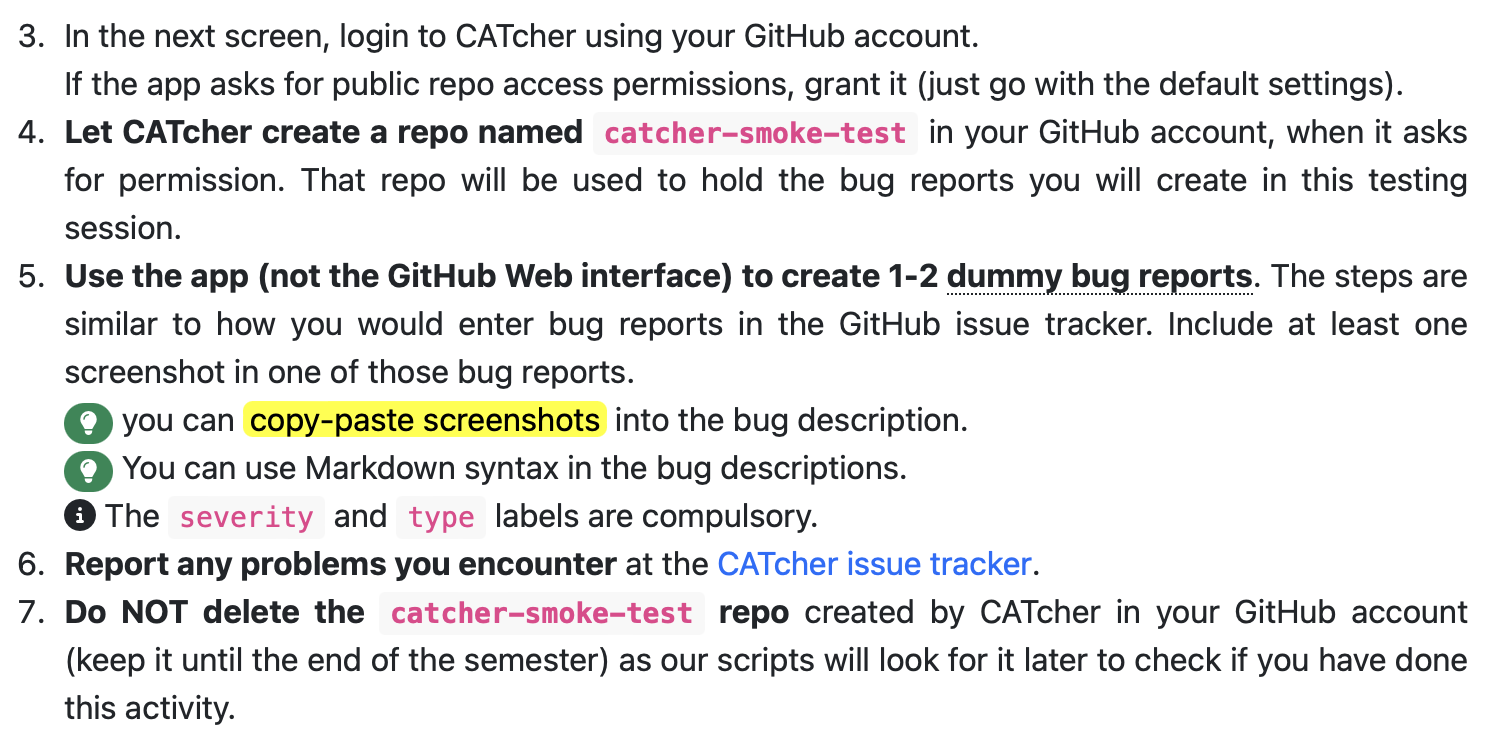 3. In the next screen, login to CATcher using your GitHub account.
If the app asks for public repo access permissions, grant it (just go with the default settings).
4. Let CATcher create a repo named catcher-smoke-test in your GitHub account, when it asks
for permission. That repo will be used to hold the bug reports you will create in this testing
session.
5. Use the app (not the GitHub Web interface) to create 1-2 dummy bug reports. The steps are
similar to how you would enter bug reports in the GitHub issue tracker. Include at least one
screenshot in one of those bug reports.
you can copy-paste screenshots into the bug description.
You can use Markdown syntax in the bug descriptions.
The severity and type labels are compulsory.
6. Report any problems you encounter at the CATcher issue tracker.
7. Do NOT delete the catcher-smoke-test repo created by CATcher in your GitHub account
(keep it until the end of the semester) as our scripts will look for it later to check if you have done
this activity.